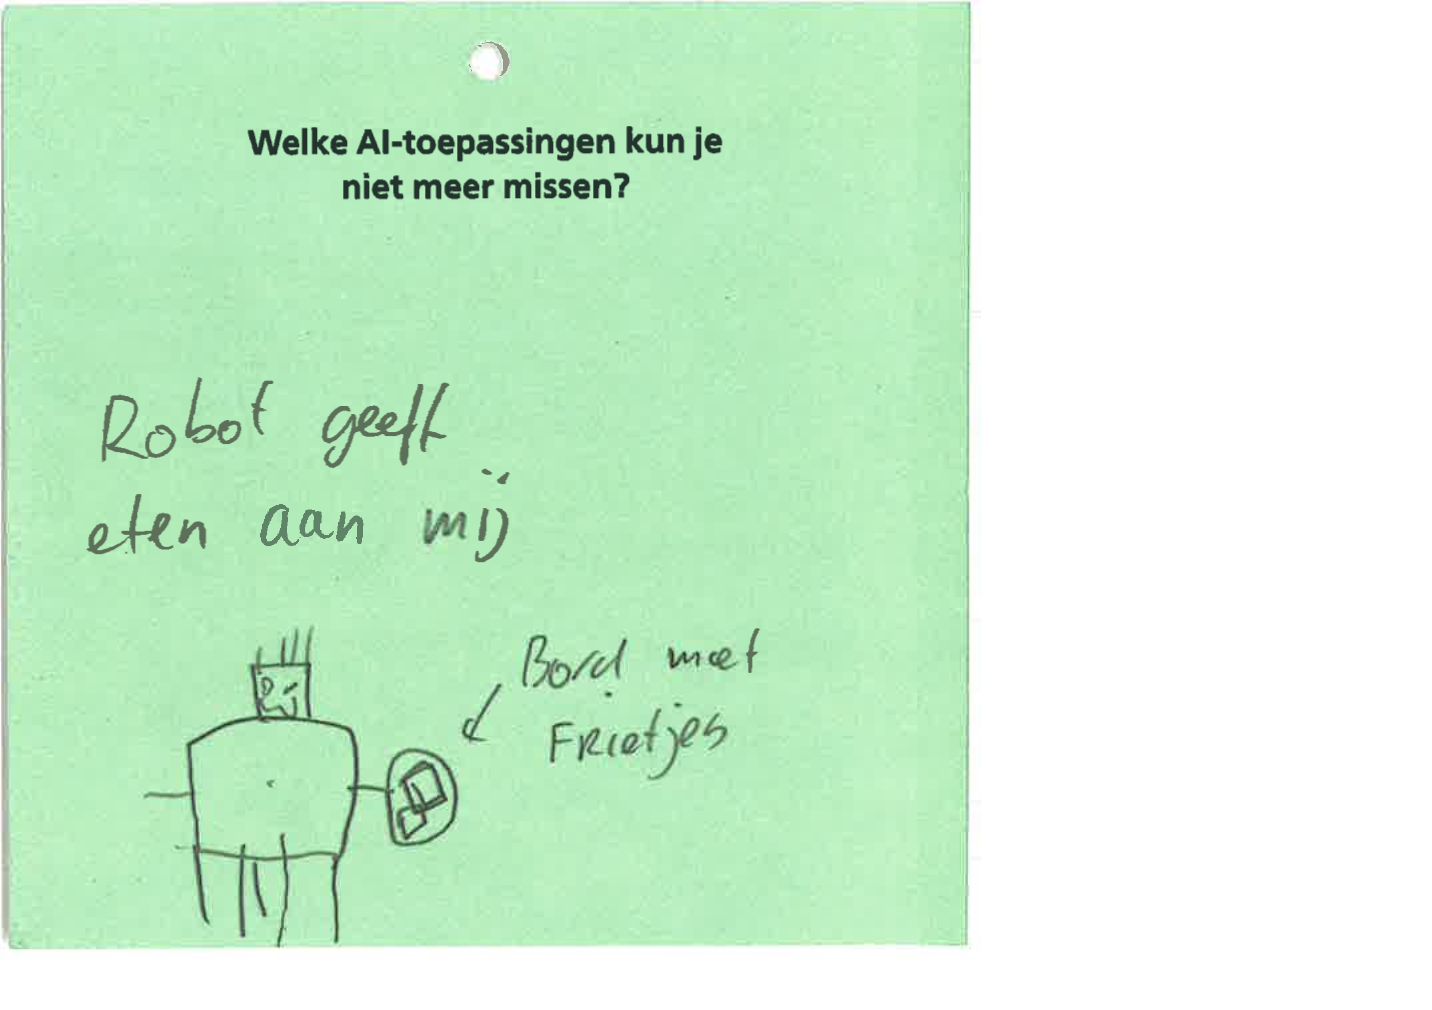 Welke AI-toepassingen kun je
niet meer missen?
Robot geeft
eten aan mij
Bord met
Frietjes